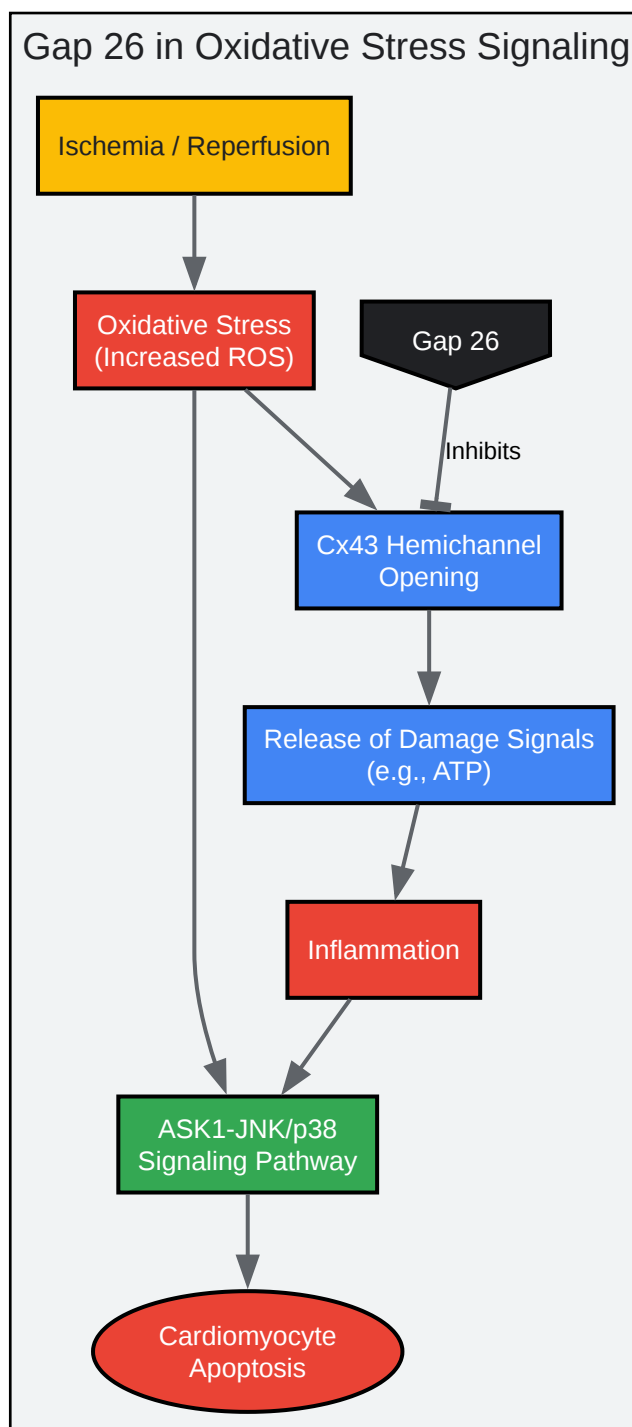 Gap 26 in Oxidative Stress Signaling
Ischemia / Reperfusion
Oxidative Stress
(Increased ROS)
Gap 26
Inhibits
Cx43 Hemichannel
Opening
Release of Damage Signals
(e.g., ATP)
Inflammation
ASK1-JNK/p38
Signaling Pathway
Cardiomyocyte
Apoptosis